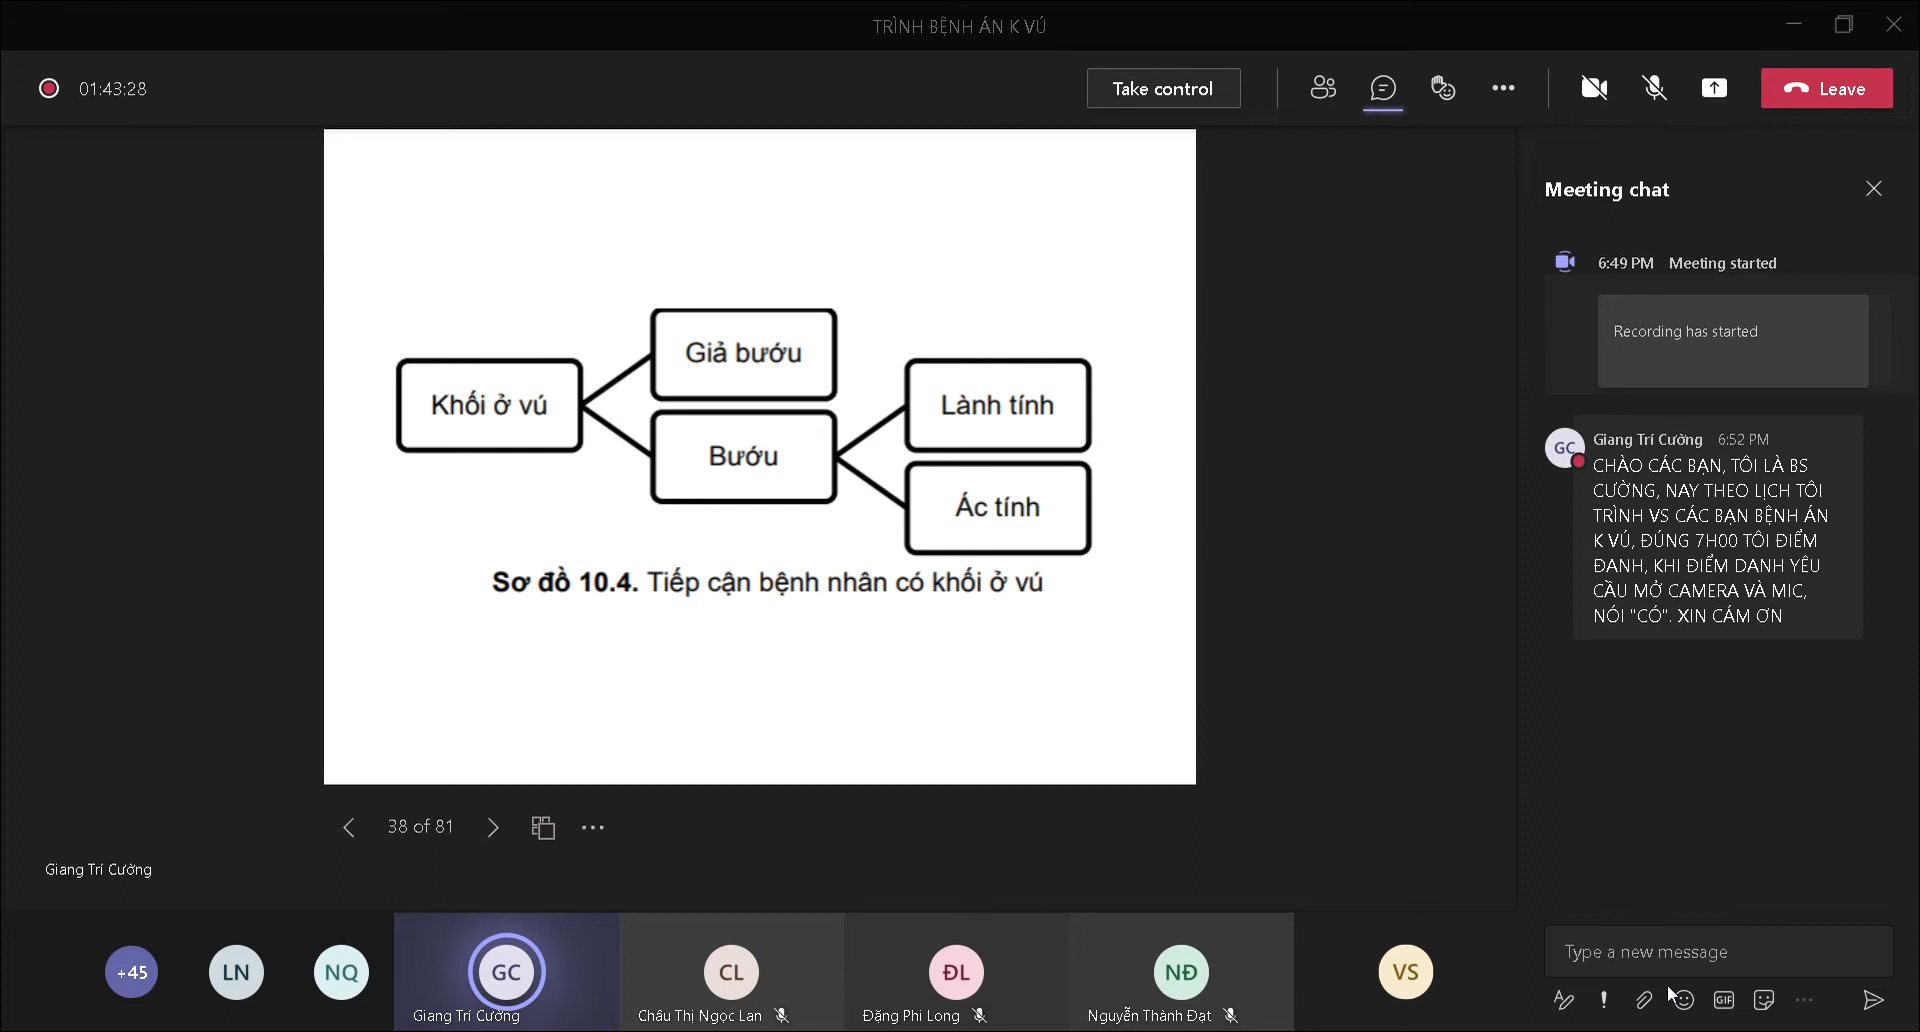 TRÌNH BỆNH ÁN K VÚ
01:43:28
Take control
Leave
Khối ở vú
Giả bướu
Bướu
Lành tính
Ác tính
Sơ đồ 10.4. Tiếp cận bệnh nhân có khối ở vú
38 of 81
Giang Trí Cường
Meeting chat
6:49 PM Meeting started
Recording has started
GC
Giang Trí Cường 6:52 PM
CHÀO CÁC BẠN, TÔI LÀ BS
CƯỜNG, NAY THEO LỊCH TÔI
TRÌNH VS CÁC BẠN BỆNH ÁN
K VÚ, ĐÚNG 7H00 TÔI ĐIỂM
ĐANH, KHI ĐIỂM DANH YÊU
CẦU MỞ CAMERA VÀ MIC,
NÓI "CÓ". XIN CÁM ƠN
+45
LN
NQ
GC
Giang Trí Cường
CL
Châu Thị Ngọc Lan
ĐL
Đặng Phi Long
NĐ
Nguyễn Thành Đạt
VS
Type a new message
GIF